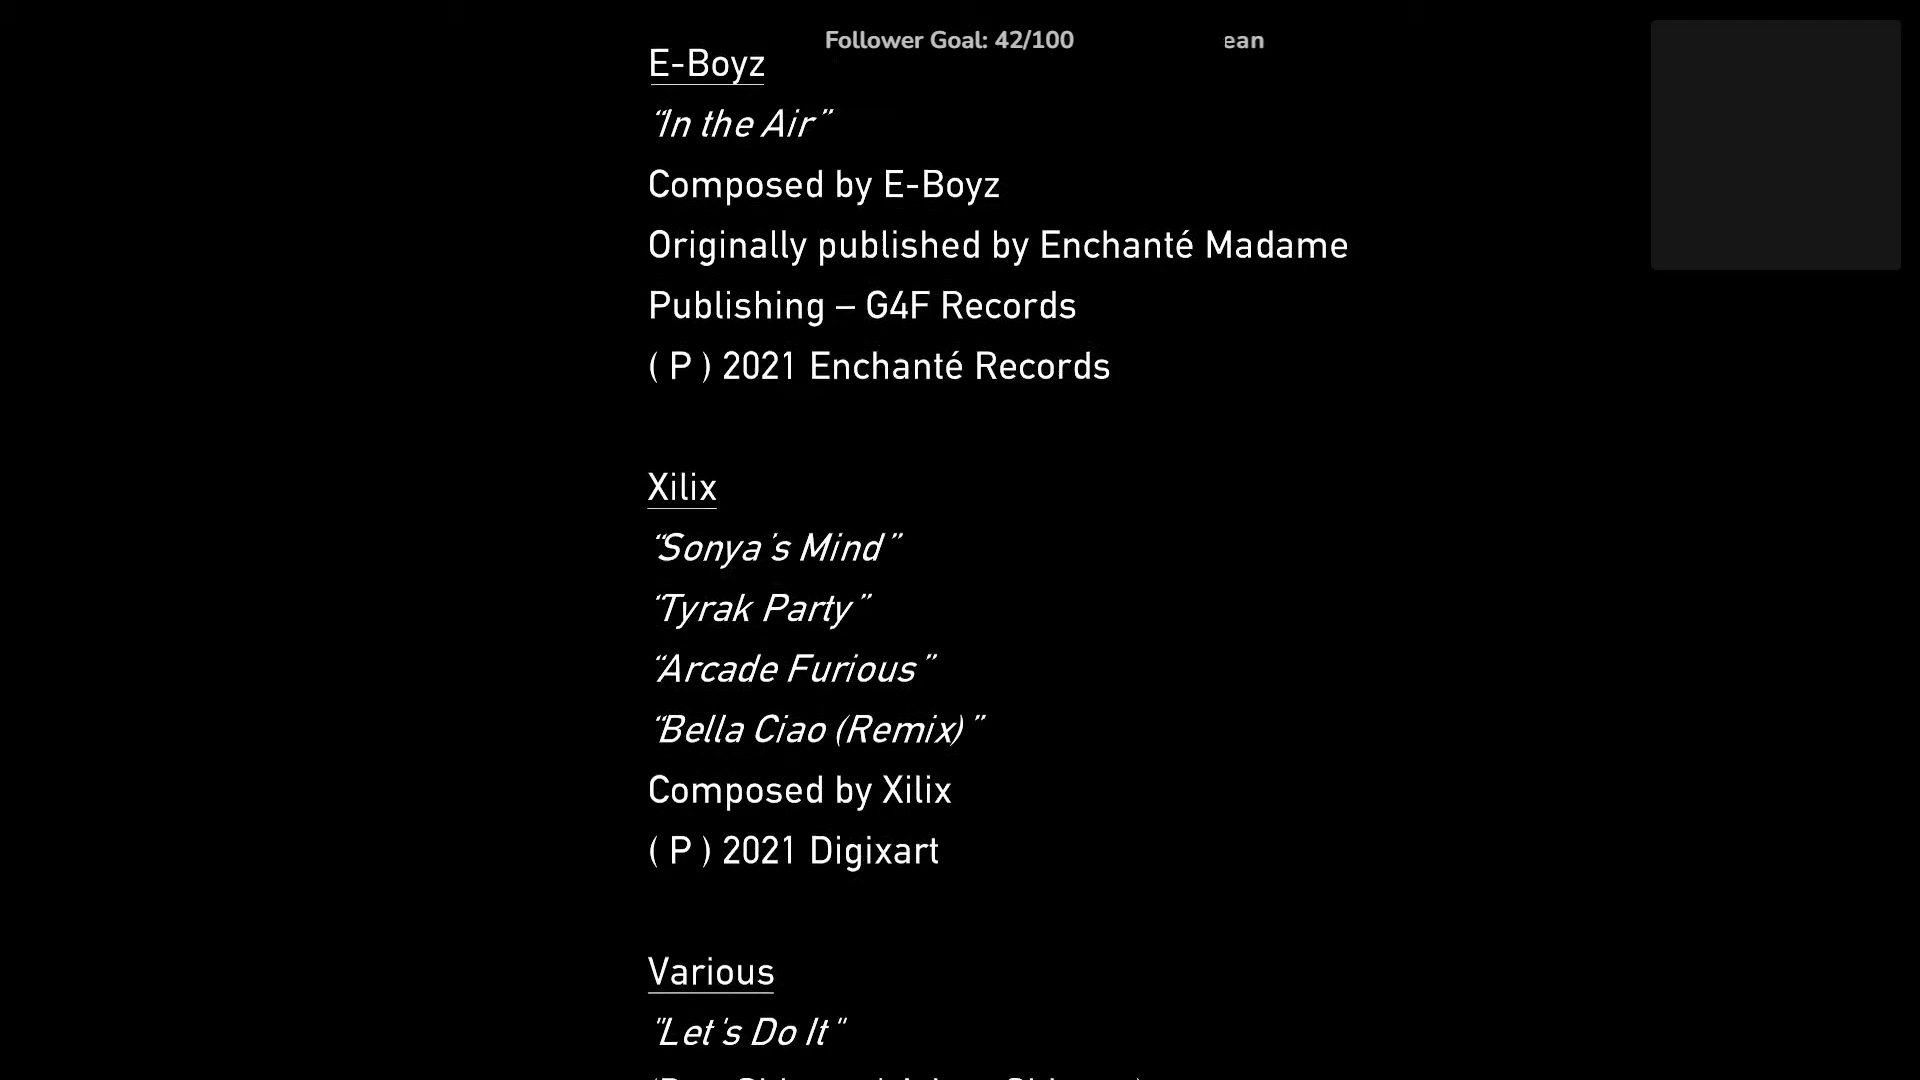 Follower Goal: 42/100
ean
E-Boyz
“In the Air”
Composed by E-Boyz
Originally published by Enchanté Madame
Publishing – G4F Records
( P ) 2021 Enchanté Records
Xilix
“Sonya’s Mind”
“Tyrak Party”
“Arcade Furious”
“Bella Ciao (Remix)”
Composed by Xilix
( P ) 2021 Digixart
Various
"Let's Do It"